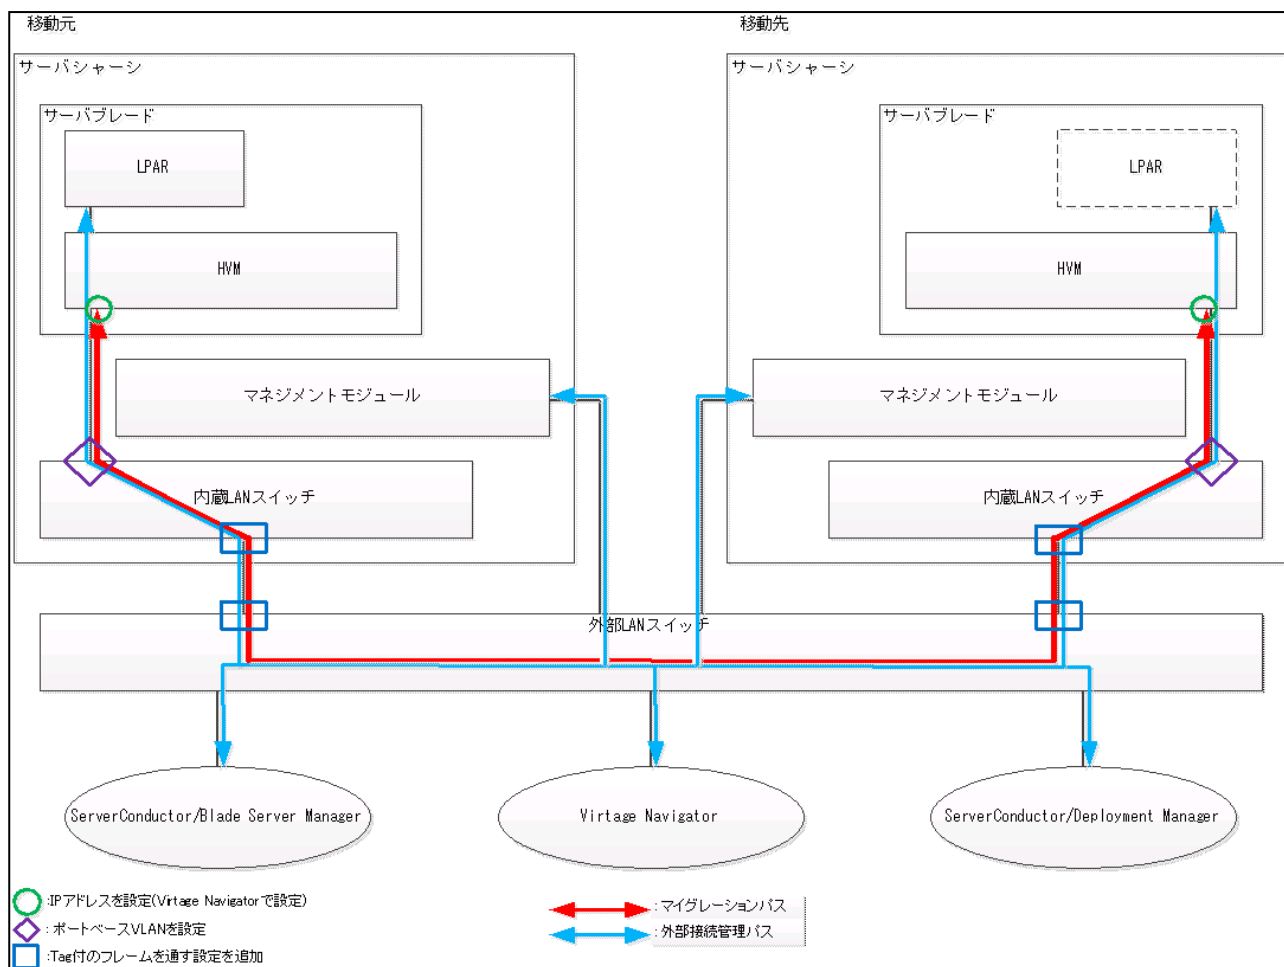 移動元
移動先
サーバシャーシ
サーバシャーシ
サーバブレード
サーバブレード
LPAR
LPAR
HVM
HVM
マネジメントモジュール
マネジメントモジュール
内蔵LANスイッチ
内蔵LANスイッチ
外部LANスイッチ
ServerConductor/Blade Server Manager
Virtage Navigator
ServerConductor/Deployment Manager
:IPアドレスを設定(Virtage Navigatorで設定)
:ポートベースVLANを設定
:Tag付のフレームを通す設定を追加
:マイグレーションパス
:外部接続管理パス